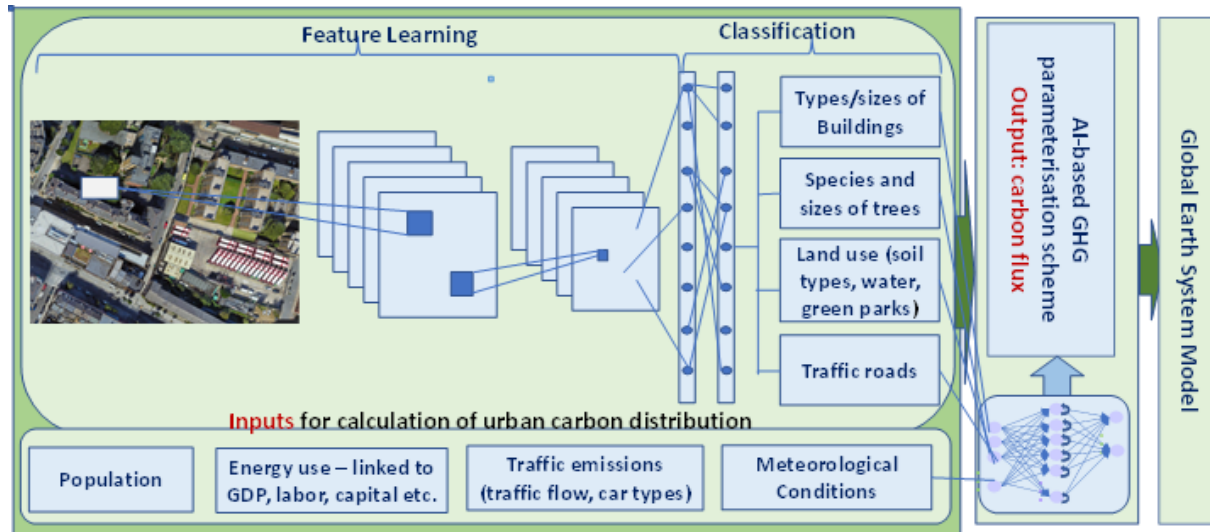 Feature Learning
Classification
Types/sizes of
Buildings
Species and
sizes of trees
Land use (soil
types, water,
green parks)
Traffic roads
Inputs for calculation of urban carbon distribution
Population
Energy use – linked to
GDP, labor, capital etc.
Traffic emissions
(traffic flow, car types)
Meteorological
Conditions
AI-based GHG
parameterisation scheme
Output: carbon flux
Global Earth System Model